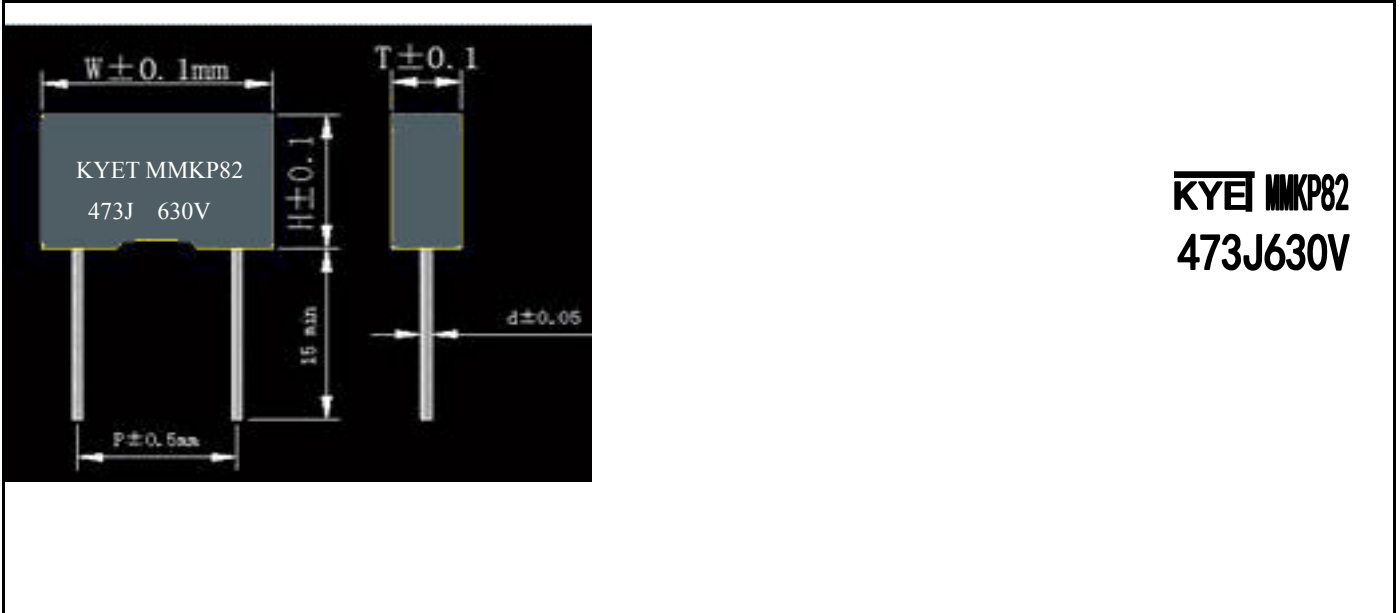 W±0.1mm
T±0.1
KYET MMKP82
473J 630V
H±0.1
15 min
d±0.05
P±0.5mm
KYET MMKP82
473J630V